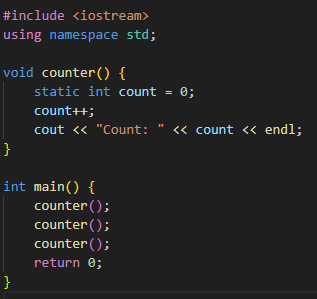 #include <iostream>
using namespace std;

void counter() {
    static int count = 0;
    count++;
    cout << "Count: " << count << endl;
}

int main() {
    counter();
    counter();
    counter();
    return 0;
}